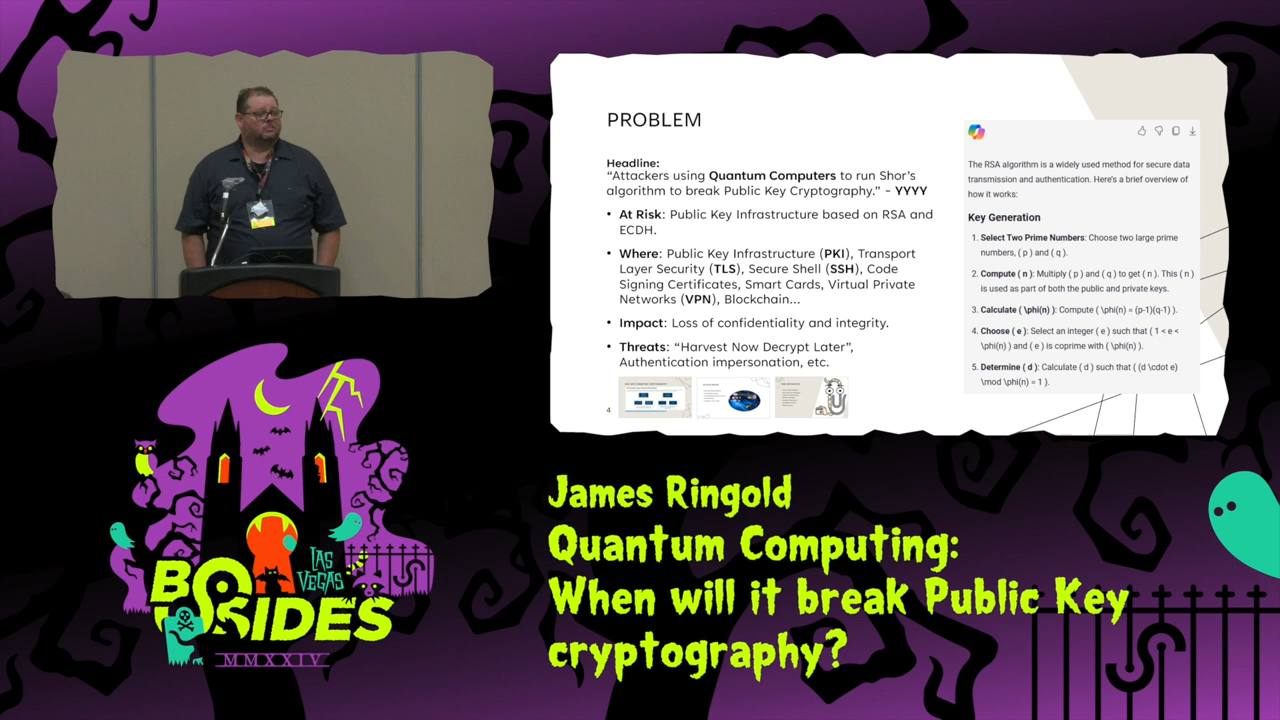 PROBLEM
Headline:
“Attackers using Quantum Computers to run Shor’s
algorithm to break Public Key Cryptography.” - YYYY
• At Risk: Public Key Infrastructure based on RSA and
ECDH.
• Where: Public Key Infrastructure (PKI), Transport
Layer Security (TLS), Secure Shell (SSH), Code
Signing Certificates, Smart Cards, Virtual Private
Networks (VPN), Blockchain...
• Impact: Loss of confidentiality and integrity.
• Threats: “Harvest Now Decrypt Later”,
Authentication impersonation, etc.
4
The RSA algorithm is a widely used method for secure data
transmission and authentication. Here’s a brief overview of
how it works:
Key Generation
1. Select Two Prime Numbers: Choose two large prime
numbers, ( p ) and ( q ).
2. Compute ( n ): Multiply ( p ) and ( q ) to get ( n ). This ( n )
is used as part of both the public and private keys.
3. Calculate ( \phi(n) ): Compute ( \phi(n) = (p-1)(q-1) ).
4. Choose ( e ): Select an integer ( e ) such that ( 1 < e <
\phi(n) ) and ( e ) is coprime with ( \phi(n) ).
5. Determine ( d ): Calculate ( d ) such that ( (d \cdot e)
\mod \phi(n) = 1 ).
LAS
VEGAS
BSIDES
MMXXIV
James Ringold
Quantum Computing:
When will it break Public Key
cryptography?